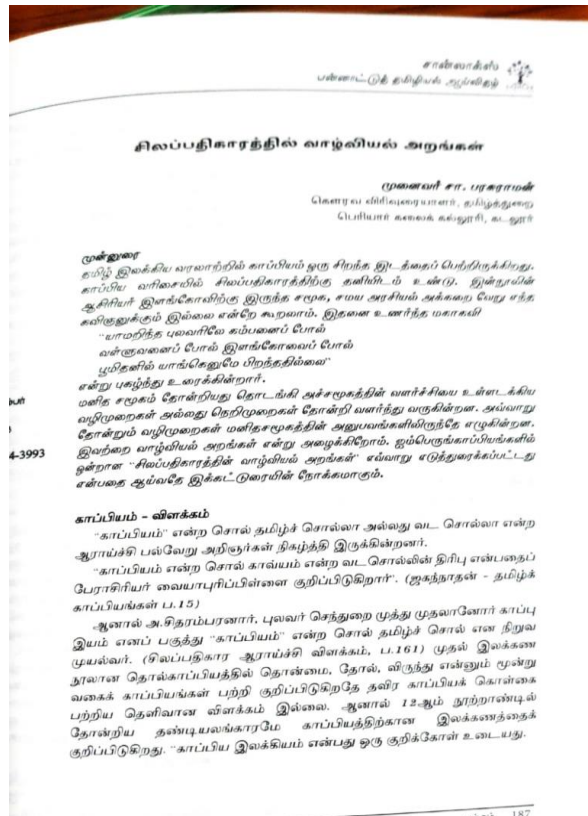 சான்லாக்ஸ்
பன்னாட்டுத் தமிழியல் ஆய்விதழ்
சிலப்பதிகாரத்தில் வாழ்வியல் அறங்கள்
முனைவர் சா. பரசுராமன்
கௌரவ விரிவுரையாளர், தமிழ்த்துறை
பெரியார் கலைக் கல்லூரி, கடலூர்
முன்னுரை
தமிழ் இலக்கிய வரலாற்றில் காப்பியம் ஒரு சிறந்த இடத்தைப் பெற்றிருக்கிறது.
காப்பிய வரிசையில் சிலப்பதிகாரத்திற்கு தனியிடம் உண்டு. இன்நூலின்
ஆசிரியர் இளங்கோவிற்கு இருந்த சமூக, சமய அரசியல் அக்கறை வேறு எந்த
கவிஞனுக்கும் இல்லை என்றே கூறலாம். இதனை உணர்ந்த மகாகவி
"யாமறிந்த புலவரிலே கம்பனைப் போல்
வள்ளுவனைப் போல் இளங்கோவைப் போல்
பூமிதனில் யாங்கெனுமே பிறந்ததில்லை"
என்று புகழ்ந்து உரைக்கின்றார்.
மனித சமூகம் தோன்றியது தொடங்கி அச்சமூகத்தின் வளர்ச்சியை உள்ளடக்கிய
வழிமுறைகள் அல்லது நெறிமுறைகள் தோன்றி வளர்ந்து வருகின்றன. அவ்வாறு
தோன்றும் வழிமுறைகள் மனிதசமூகத்தின் அனுபவங்களிலிருந்தே எழுகின்றன.
4-3993
இவற்றை வாழ்வியல் அறங்கள் என்று அழைக்கிறோம். ஐம்பெருங்காப்பியங்களில்
ஒன்றான "சிலப்பதிகாரத்தின் வாழ்வியல் அறங்கள்" எவ்வாறு எடுத்துரைக்கப்பட்டது
என்பதை ஆய்வதே இக்கட்டுரையின் நோக்கமாகும்.
காப்பியம் – விளக்கம்
"காப்பியம்" என்ற சொல் தமிழ்ச் சொல்லா அல்லது வட சொல்லா என்ற
ஆராய்ச்சி பல்வேறு அறிஞர்கள் நிகழ்த்தி இருக்கின்றனர்.
"காப்பியம் என்ற சொல் காவ்யம் என்ற வடசொல்லின் திரிபு என்பதைப்
பேராசிரியர் வையாபுரிப்பிள்ளை குறிப்பிடுகிறார்". (ஜகந்நாதன் - தமிழ்க்
காப்பியங்கள் ப.15)
ஆனால் அ.சிதரம்பரனார், புலவர் செந்துறை முத்து முதலானோர் காப்பு
இயம் எனப் பகுத்து "காப்பியம்" என்ற சொல் தமிழ்ச் சொல் என நிறுவ
முயல்வர். (சிலப்பதிகார ஆராய்ச்சி விளக்கம், ப.161) முதல் இலக்கண
நூலான தொல்காப்பியத்தில் தொன்மை, தோல், விருந்து என்னும் மூன்று
வகைக் காப்பியங்கள் பற்றி குறிப்பிடுகிறதே தவிர காப்பியக் கொள்கை
பற்றிய தெளிவான விளக்கம் இல்லை. ஆனால் 12ஆம் நூற்றாண்டில்
தோன்றிய தண்டியலங்காரமே காப்பியத்திற்கான இலக்கணத்தைக்
குறிப்பிடுகிறது. "காப்பிய இலக்கியம் என்பது ஒரு குறிக்கோள் உடையது.
187